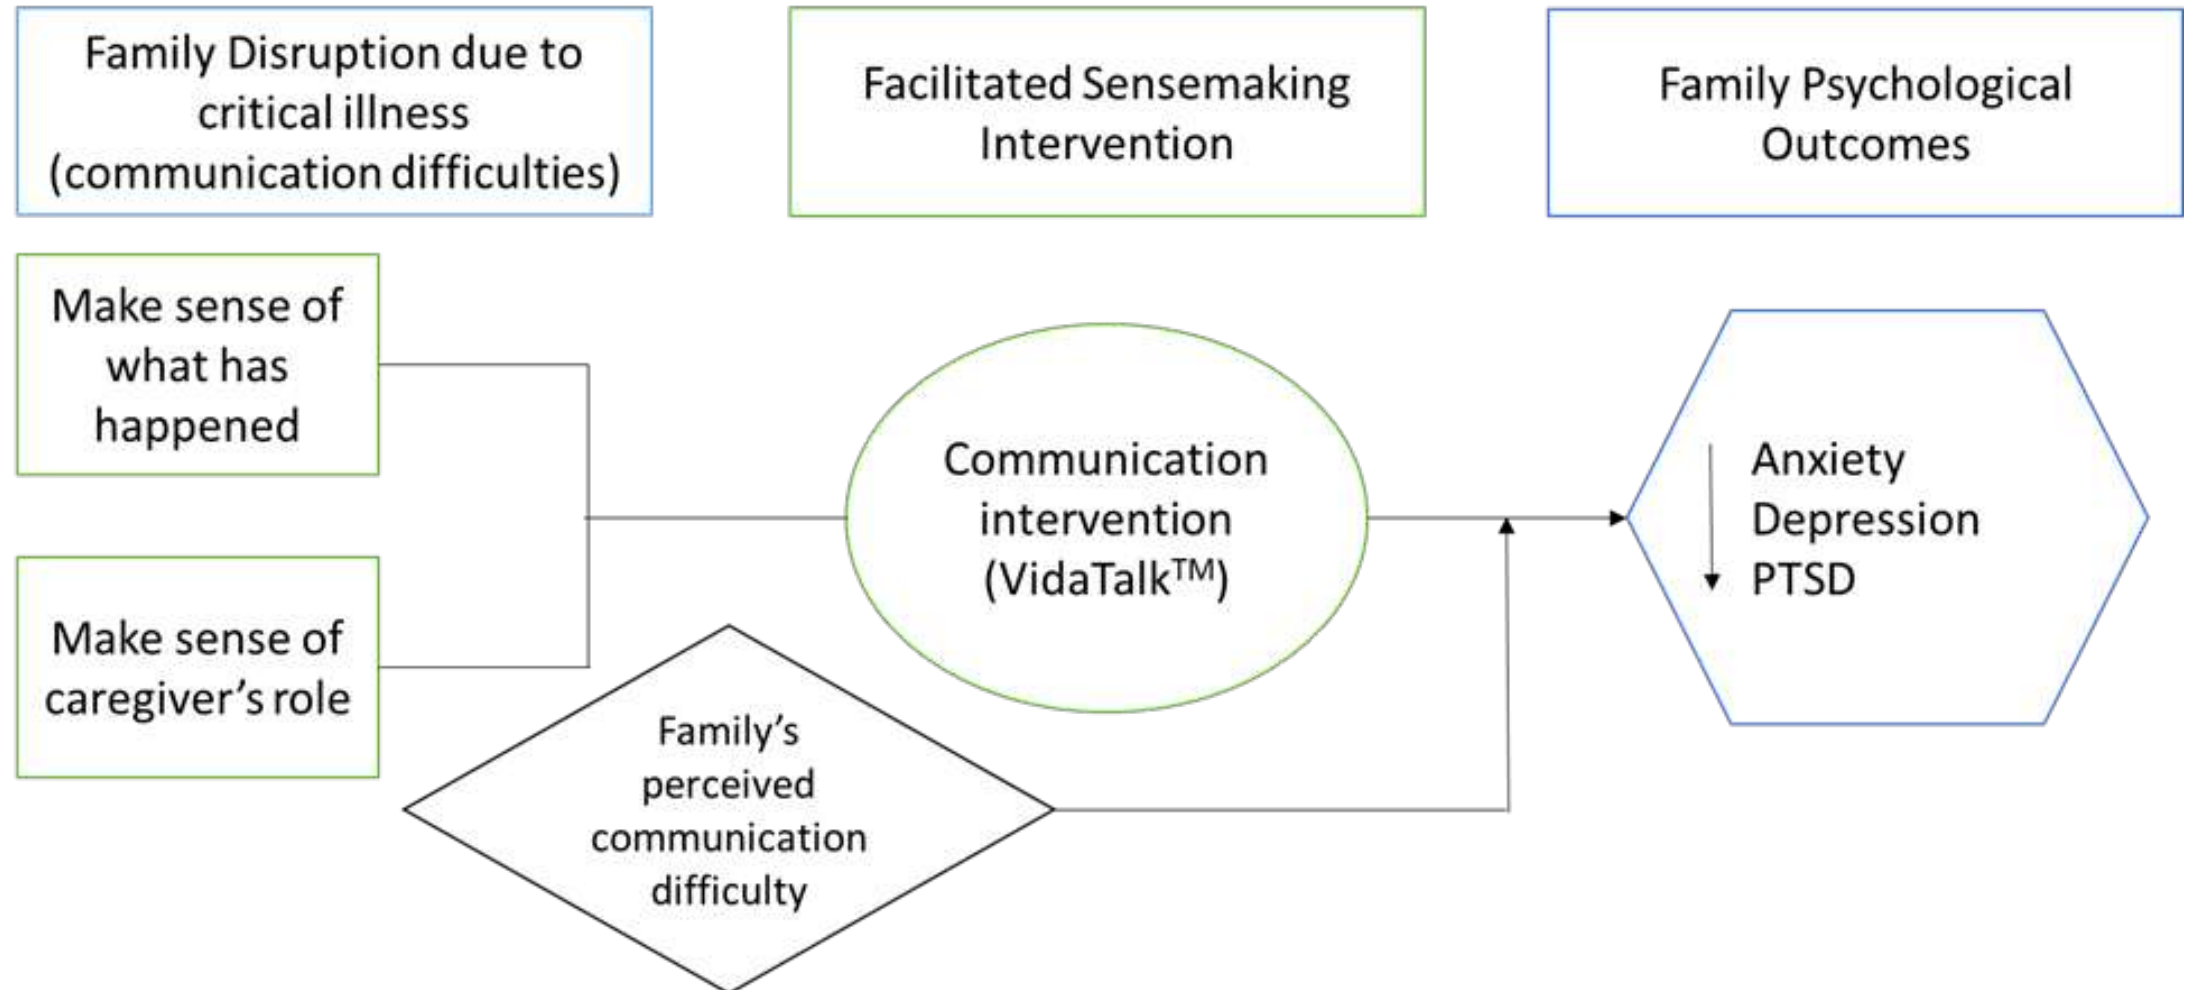 Family Disruption due to
critical illness
(communication difficulties)
Facilitated Sensemaking
Intervention
Family Psychological
Outcomes
Make sense of
what has
happened
Make sense of
caregiver’s role
Communication
intervention
(VidaTalk™)
Family’s
perceived
communication
difficulty
Anxiety
Depression
PTSD